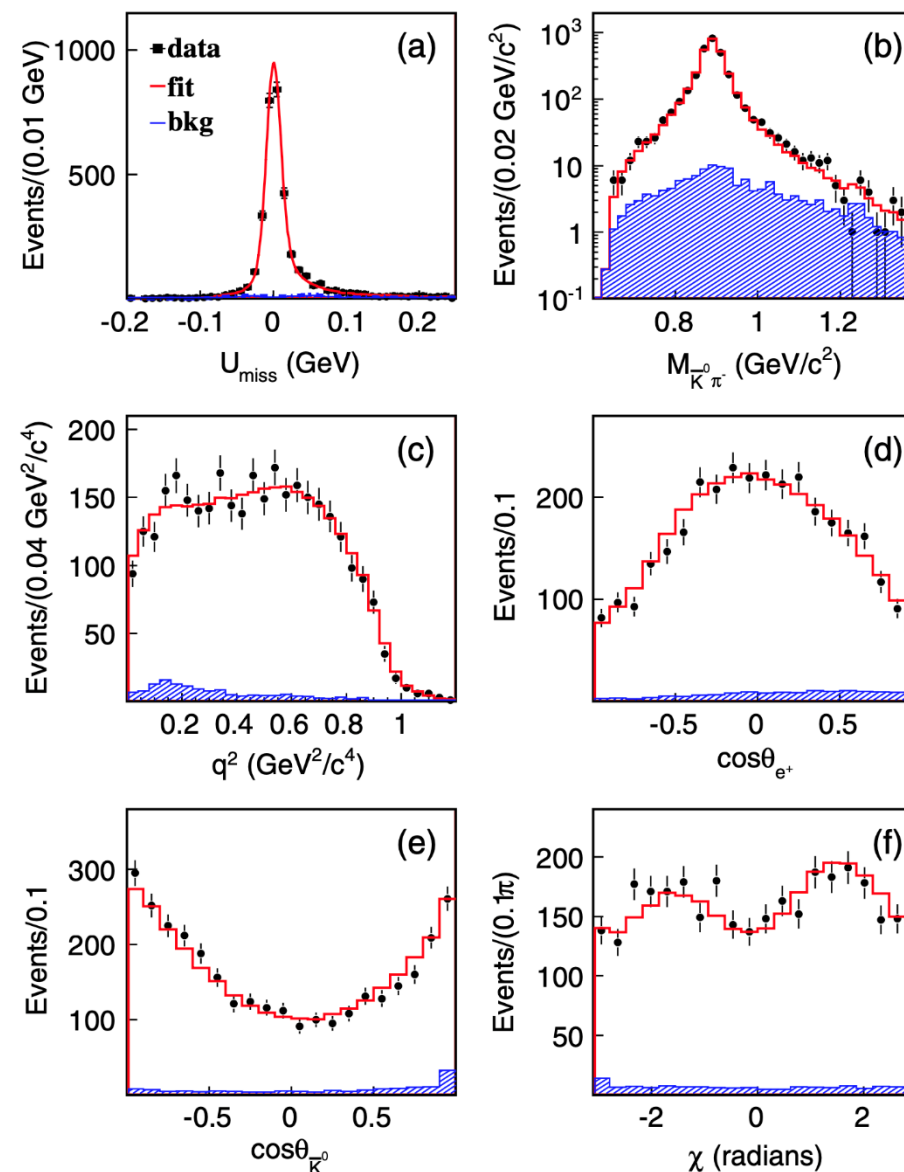 (a)
data
fit
bkg
Events/(0.01 GeV)
1000
500
-0.2 -0.1 0 0.1 0.2
U_miss (GeV)
(b)
Events/(0.02 GeV/c²)
10³
10²
10
1
10⁻¹
0.8 1 1.2
M_K̅⁰π⁻ (GeV/c²)
(c)
Events/(0.04 GeV²/c⁴)
200
150
100
50
0.2 0.4 0.6 0.8 1
q² (GeV²/c⁴)
(d)
Events/0.1
200
100
-0.5 0 0.5
cosθ_e⁺
(e)
Events/0.1
300
200
100
-0.5 0 0.5
cosθ_K̅⁰
(f)
Events/(0.1π)
200
150
100
50
-2 0 2
χ (radians)